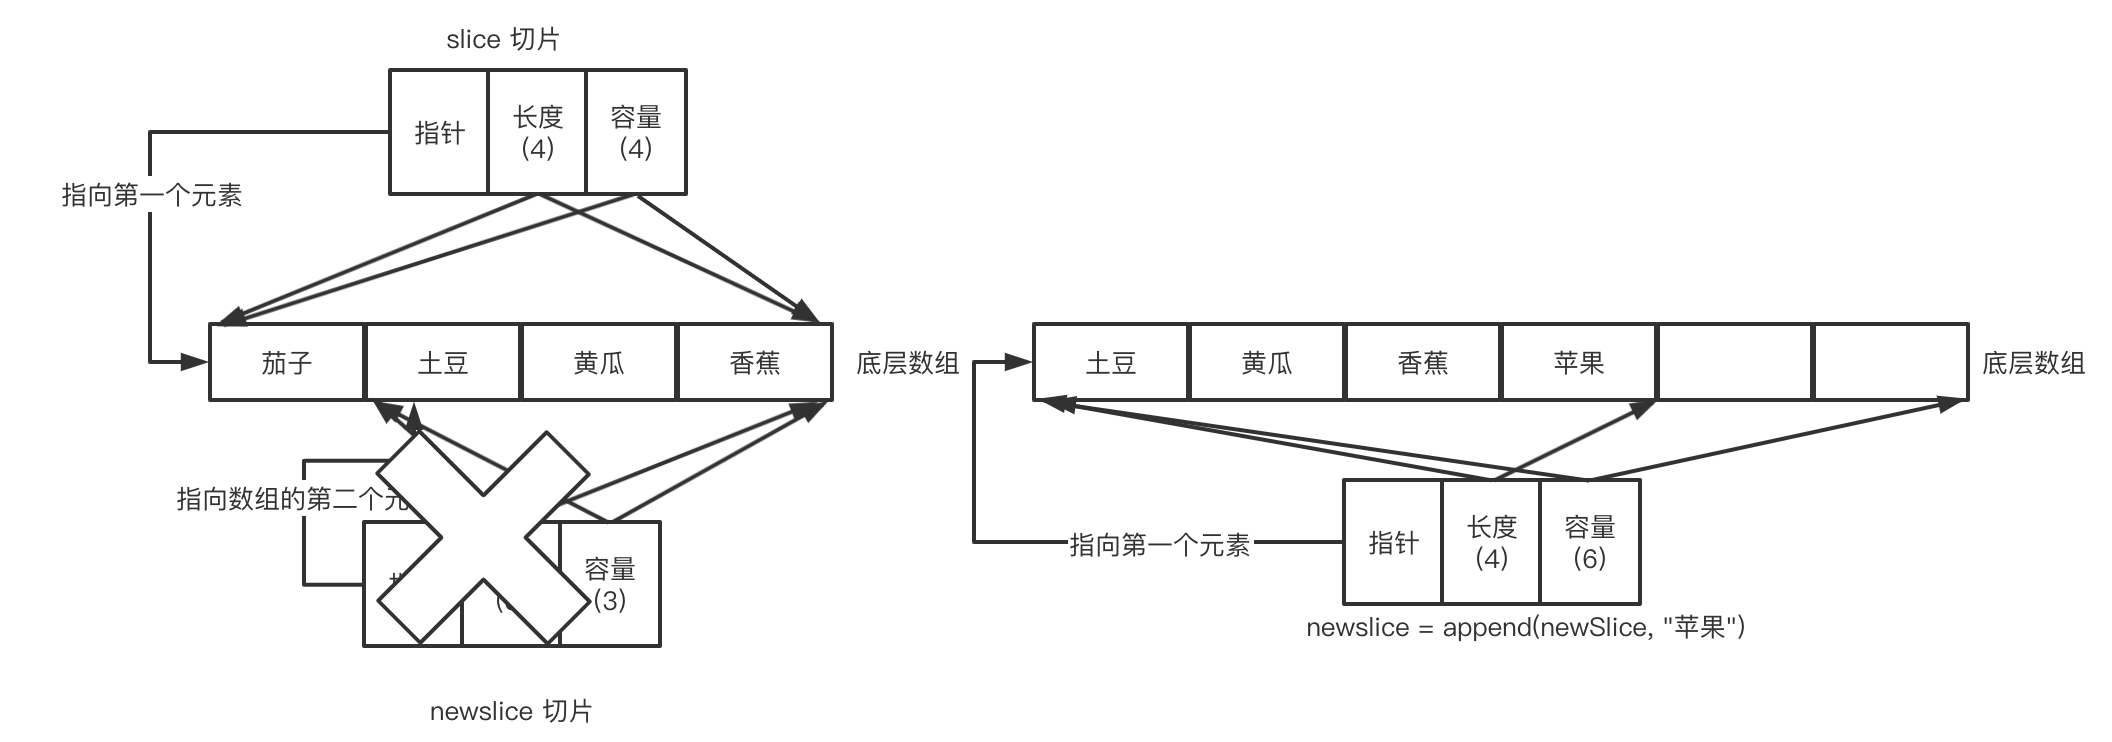 slice 切片
指针
长度
(4)
容量
(4)
指向第一个元素
茄子
土豆
黄瓜
香蕉
底层数组
指向数组的第二个元
容量
(3)
newslice 切片
土豆
黄瓜
香蕉
苹果
底层数组
指向第一个元素
指针
长度
(4)
容量
(6)
newslice = append(newSlice, "苹果")